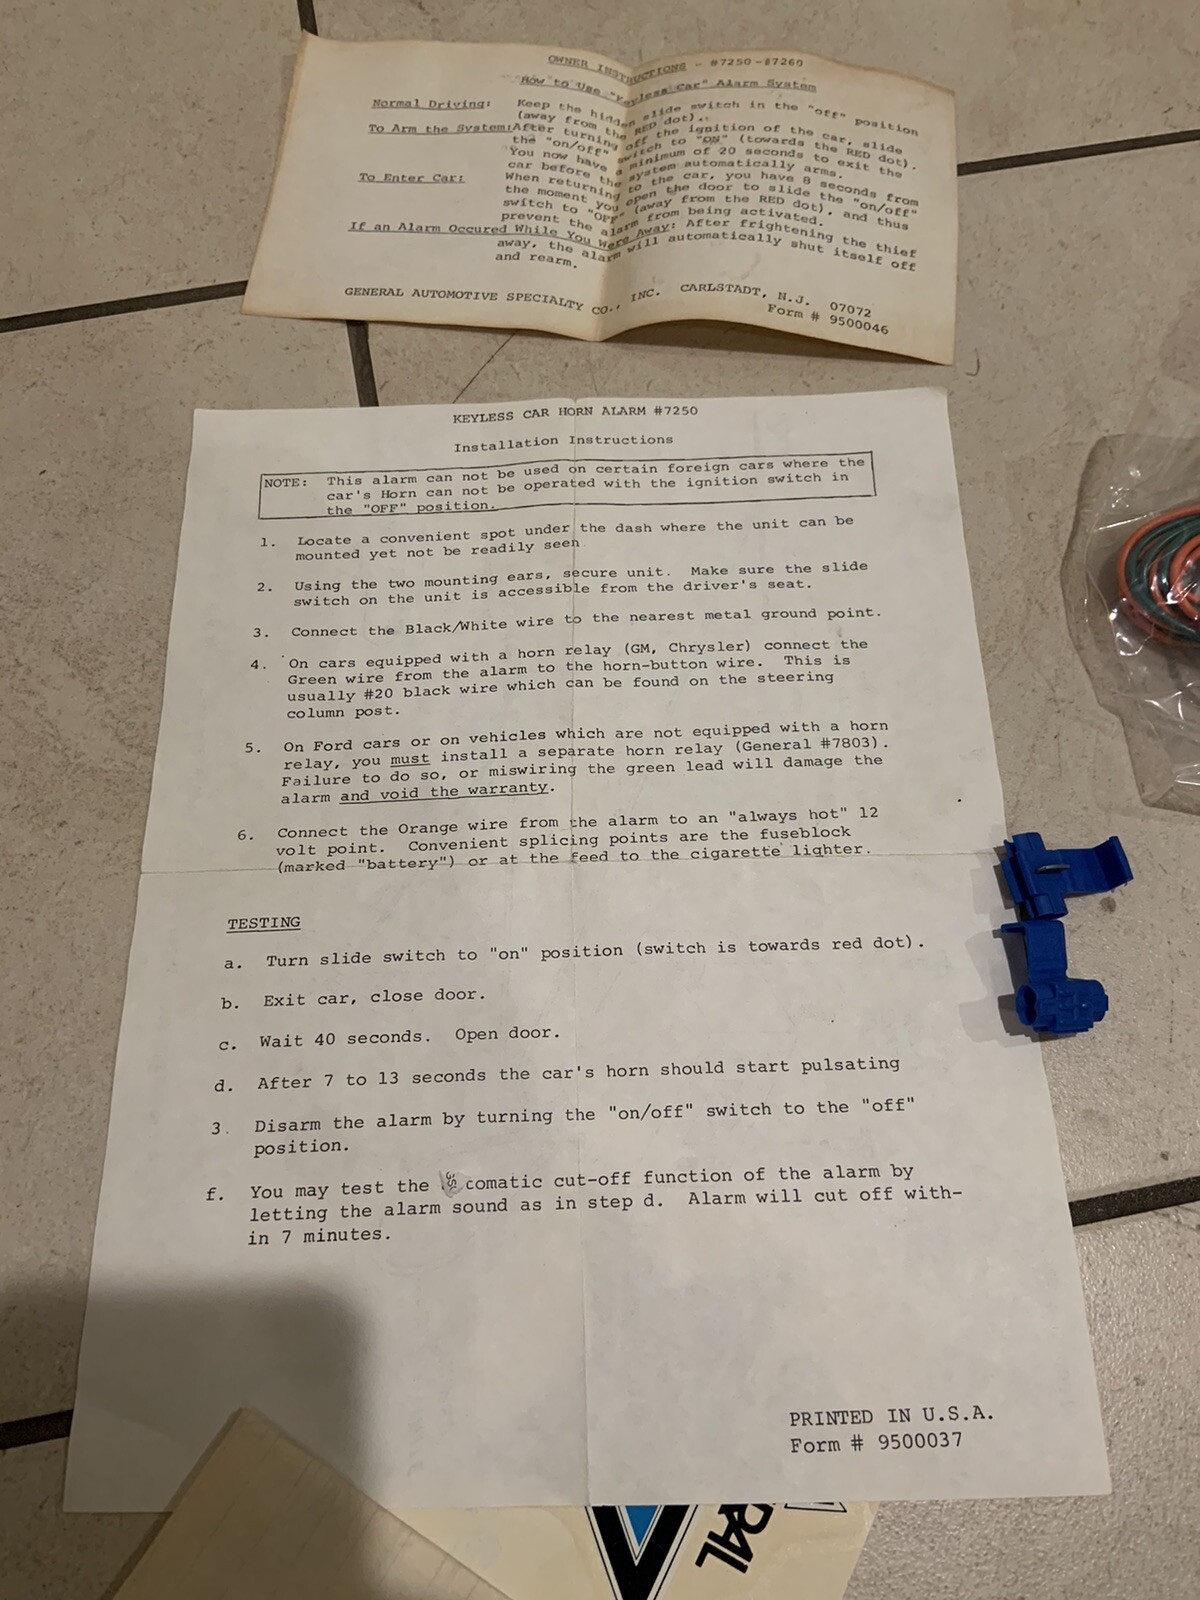 OWNER INSTRUCTIONS - #7250-#7260
How to Use "Keyless Car" Alarm System
Normal Driving: Keep the hidden slide switch in the "off" position
(away from the RED dot).
To Arm the System: After turning off the ignition of the car, slide
the "on/off" switch to "ON" (towards the RED dot).
You now have a minimum of 20 seconds to exit the
car before the system automatically arms.
To Enter Car: When returning to the car, you have 8 seconds from
the moment you open the door to slide the "on/off"
switch to "OFF" (away from the RED dot), and thus
prevent the alarm from being activated.
If an Alarm Occured While You Were Away: After frightening the thief
away, the alarm will automatically shut itself off
and rearm.
GENERAL AUTOMOTIVE SPECIALTY CO., INC. CARLSTADT, N.J. 07072
Form # 9500046
KEYLESS CAR HORN ALARM #7250
Installation Instructions
NOTE: This alarm can not be used on certain foreign cars where the
car's Horn can not be operated with the ignition switch in
the "OFF" position.
1. Locate a convenient spot under the dash where the unit can be
mounted yet not be readily seen
2. Using the two mounting ears, secure unit. Make sure the slide
switch on the unit is accessible from the driver's seat.
3. Connect the Black/White wire to the nearest metal ground point.
4. On cars equipped with a horn relay (GM, Chrysler) connect the
Green wire from the alarm to the horn-button wire. This is
usually #20 black wire which can be found on the steering
column post.
5. On Ford cars or on vehicles which are not equipped with a horn
relay, you must install a separate horn relay (General #7803).
Failure to do so, or miswiring the green lead will damage the
alarm and void the warranty.
6. Connect the Orange wire from the alarm to an "always hot" 12
volt point. Convenient splicing points are the fuseblock
(marked "battery") or at the feed to the cigarette lighter.
TESTING
a. Turn slide switch to "on" position (switch is towards red dot).
b. Exit car, close door.
c. Wait 40 seconds. Open door.
d. After 7 to 13 seconds the car's horn should start pulsating
3. Disarm the alarm by turning the "on/off" switch to the "off"
position.
f. You may test the comatic cut-off function of the alarm by
letting the alarm sound as in step d. Alarm will cut off with-
in 7 minutes.
PRINTED IN U.S.A.
Form # 9500037
RAL